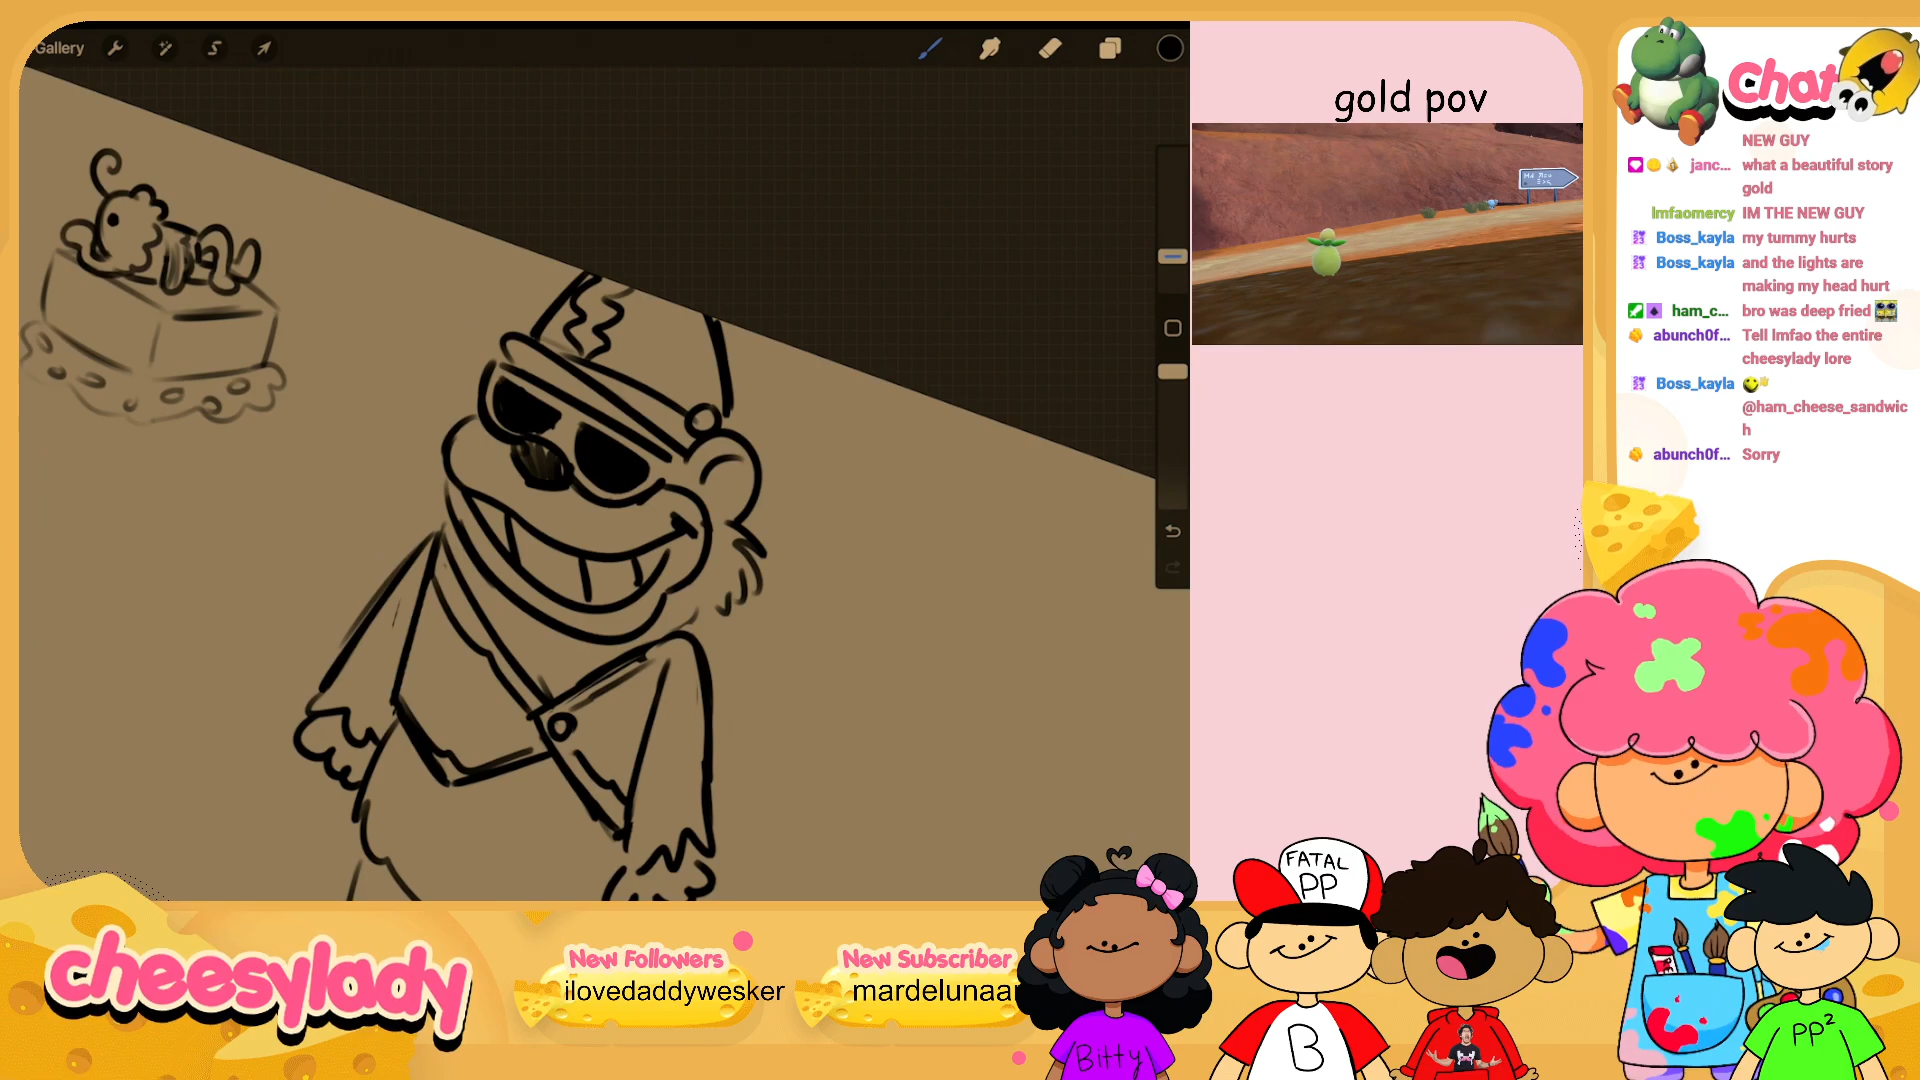 Gallery
gold pov
Chat
NEW GUY
janc... what a beautiful story
gold
lmfaomercy IM THE NEW GUY
Boss_kayla my tummy hurts
Boss_kayla and the lights are
making my head hurt
ham_c... bro was deep fried
abunch0f... Tell lmfao the entire
cheesylady lore
Boss_kayla
@ham_cheese_sandwic
h
abunch0f... Sorry
FATAL
PP
cheesylady
New Followers
ilovedaddywesker
New Subscriber
mardelunaar
Bitty
B
PP²